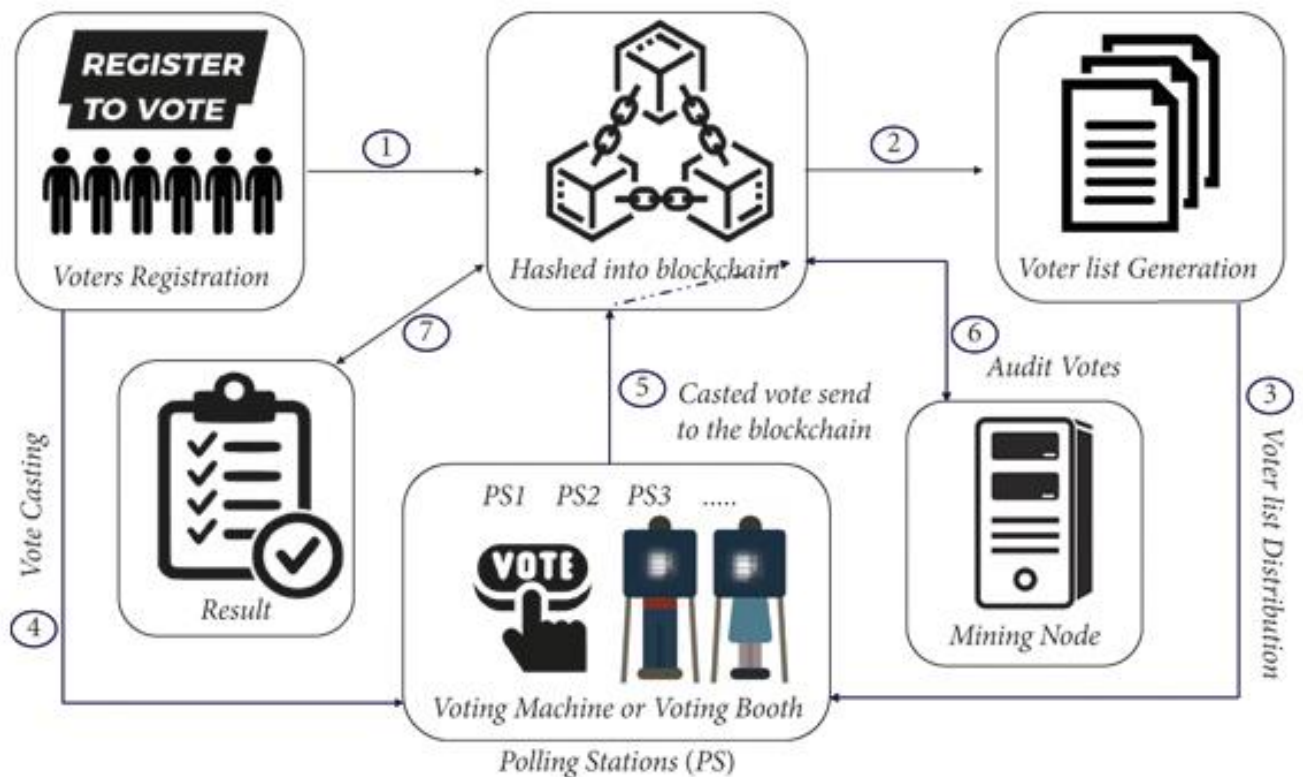 REGISTER
TO VOTE
Voters Registration
1
Hashed into blockchain
2
Voter list Generation
7
6
Audit Votes
5
Casted vote send
to the blockchain
3
Voter list Distribution
Vote Casting
4
Result
PS1 PS2 PS3 .....
VOTE
Voting Machine or Voting Booth
Polling Stations (PS)
Mining Node